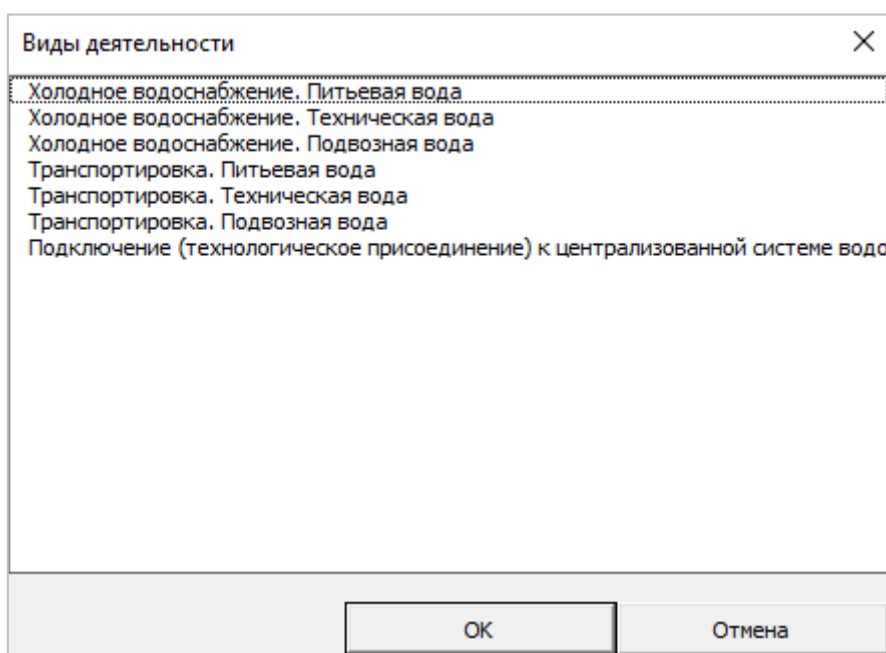 Виды деятельности
Холодное водоснабжение. Питьевая вода
Холодное водоснабжение. Техническая вода
Холодное водоснабжение. Подвозная вода
Транспортировка. Питьевая вода
Транспортировка. Техническая вода
Транспортировка. Подвозная вода
Подключение (технологическое присоединение) к централизованной системе водо
ОК Отмена